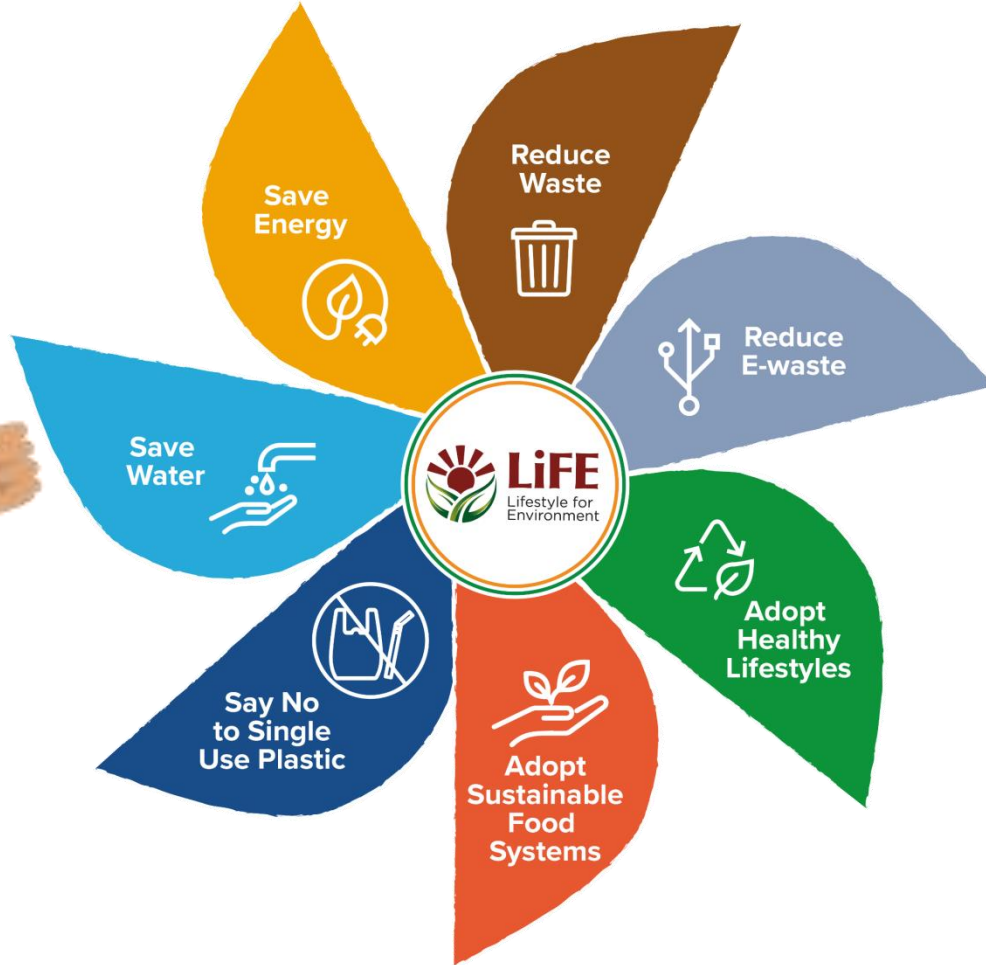 Reduce
Waste
Save
Energy
Reduce
E-waste
Save
Water
LiFE
Lifestyle for
Environment
Adopt
Healthy
Lifestyles
Say No
to Single
Use Plastic
Adopt
Sustainable
Food
Systems